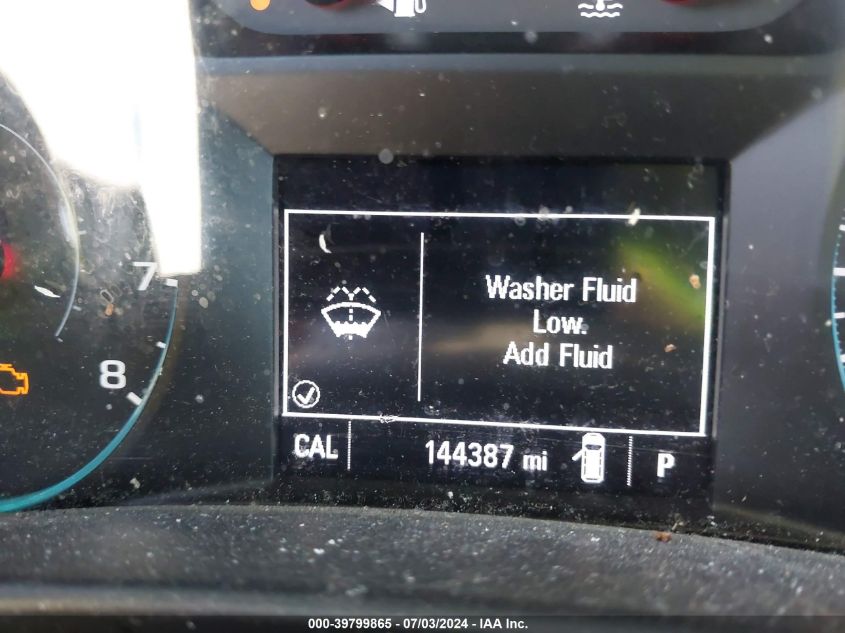 7
8
Washer Fluid
Low.
Add Fluid
CAL
144387 mi
P
000-39799865 - 07/03/2024 - IAA Inc.